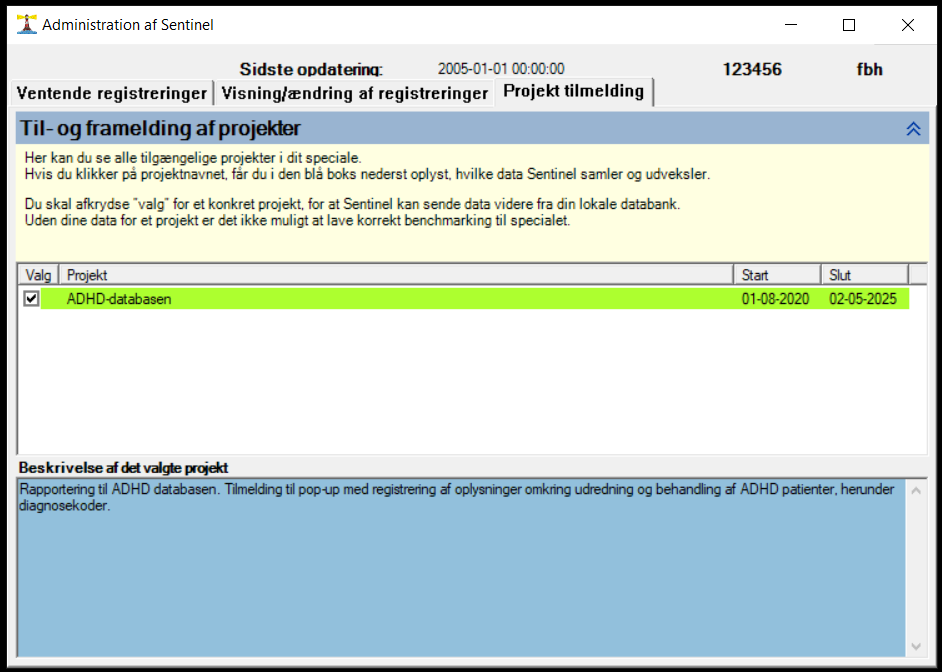 Administration af Sentinel
Sidste opdatering: 2005-01-01 00:00:00 123456 fbh
Ventende registreringer Visning/ændring af registreringer Projekt tilmelding
Til- og framelding af projekter
Her kan du se alle tilgængelige projekter i dit speciale.
Hvis du klikker på projektnavnet, får du i den blå boks nederst oplyst, hvilke data Sentinel samler og udveksler.
Du skal afkrydse "valg" for et konkret projekt, for at Sentinel kan sende data videre fra din lokale databank.
Uden dine data for et projekt er det ikke muligt at lave korrekt benchmarking til specialet.
Valg Projekt Start Slut
ADHD-databasen 01-08-2020 02-05-2025
Beskrivelse af det valgte projekt
Rapportering til ADHD databasen. Tilmelding til pop-up med registrering af oplysninger omkring udredning og behandling af ADHD patienter, herunder
diagnosekoder.